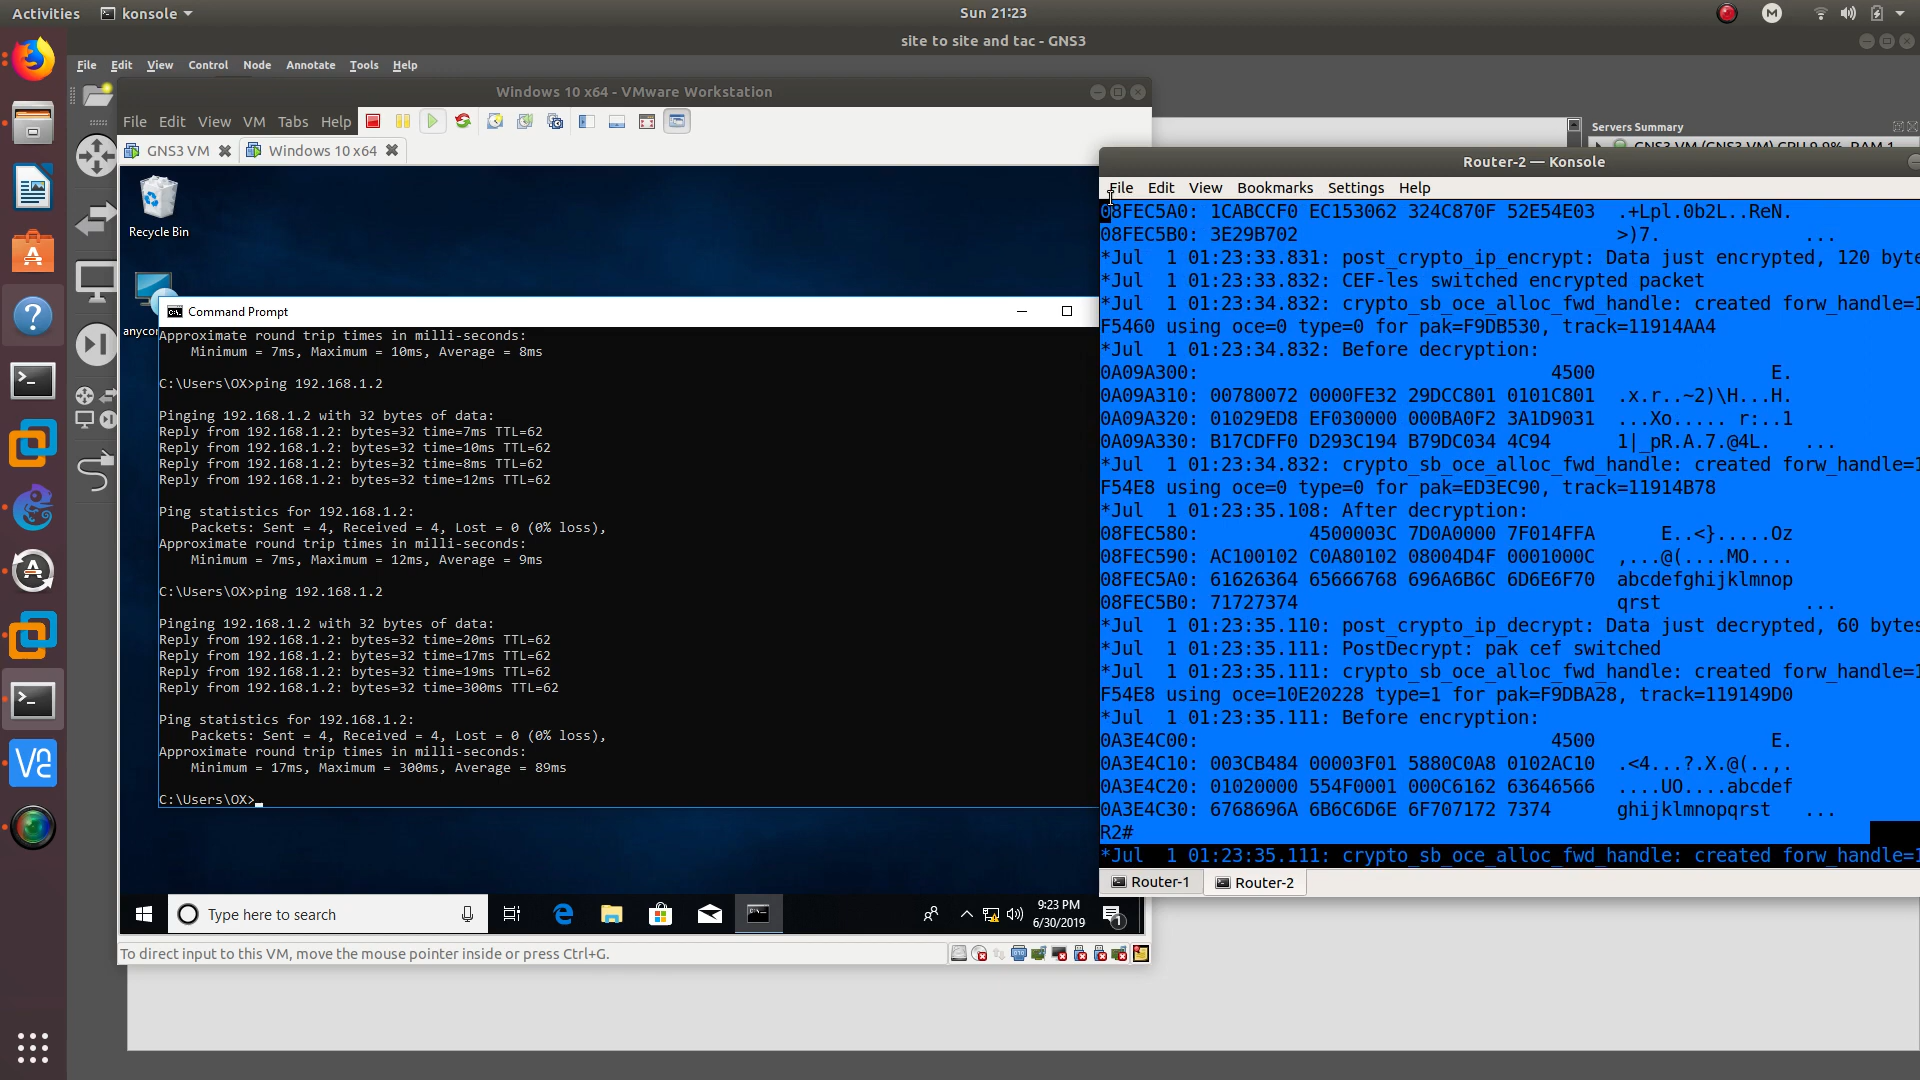 Activities
konsole
Sun 21:23
site to site and tac - GNS3
File Edit View Control Node Annotate Tools Help
Windows 10 x64 - VMware Workstation
File Edit View VM Tabs Help
GNS3 VM
Windows 10 x64
Servers Summary
Recycle Bin
Command Prompt
Approximate round trip times in milli-seconds:
Minimum = 7ms, Maximum = 10ms, Average = 8ms
C:\Users\OX>ping 192.168.1.2
Pinging 192.168.1.2 with 32 bytes of data:
Reply from 192.168.1.2: bytes=32 time=7ms TTL=62
Reply from 192.168.1.2: bytes=32 time=10ms TTL=62
Reply from 192.168.1.2: bytes=32 time=8ms TTL=62
Reply from 192.168.1.2: bytes=32 time=12ms TTL=62
Ping statistics for 192.168.1.2:
Packets: Sent = 4, Received = 4, Lost = 0 (0% loss),
Approximate round trip times in milli-seconds:
Minimum = 7ms, Maximum = 12ms, Average = 9ms
C:\Users\OX>ping 192.168.1.2
Pinging 192.168.1.2 with 32 bytes of data:
Reply from 192.168.1.2: bytes=32 time=20ms TTL=62
Reply from 192.168.1.2: bytes=32 time=17ms TTL=62
Reply from 192.168.1.2: bytes=32 time=19ms TTL=62
Reply from 192.168.1.2: bytes=32 time=300ms TTL=62
Ping statistics for 192.168.1.2:
Packets: Sent = 4, Received = 4, Lost = 0 (0% loss),
Approximate round trip times in milli-seconds:
Minimum = 17ms, Maximum = 300ms, Average = 89ms
C:\Users\OX>
Type here to search
9:23 PM
6/30/2019
To direct input to this VM, move the mouse pointer inside or press Ctrl+G.
Router-2 — Konsole
File Edit View Bookmarks Settings Help
08FEC5A0: 1CABCCF0 EC153062 324C870F 52E54E03 .+Lpl.0b2L..ReN.
08FEC5B0: 3E29B702 >)7. ...
*Jul 1 01:23:33.831: post_crypto_ip_encrypt: Data just encrypted, 120 byte
*Jul 1 01:23:33.832: CEF-les switched encrypted packet
*Jul 1 01:23:34.832: crypto_sb_oce_alloc_fwd_handle: created forw_handle=1
F5460 using oce=0 type=0 for pak=F9DB530, track=11914AA4
*Jul 1 01:23:34.832: Before decryption:
0A09A300: 4500 E.
0A09A310: 00780072 0000FE32 29DCC801 0101C801 .x.r..~2)\H...H.
0A09A320: 01029ED8 EF030000 000BA0F2 3A1D9031 ...Xo..... r:..1
0A09A330: B17CDFF0 D293C194 B79DC034 4C94 1|_pR.A.7.@4L. ...
*Jul 1 01:23:34.832: crypto_sb_oce_alloc_fwd_handle: created forw_handle=1
F54E8 using oce=0 type=0 for pak=ED3EC90, track=11914B78
*Jul 1 01:23:35.108: After decryption:
08FEC580: 4500003C 7D0A0000 7F014FFA E..<}.....Oz
08FEC590: AC100102 C0A80102 08004D4F 0001000C ,...@(....MO....
08FEC5A0: 61626364 65666768 696A6B6C 6D6E6F70 abcdefghijklmnop
08FEC5B0: 71727374 qrst ...
*Jul 1 01:23:35.110: post_crypto_ip_decrypt: Data just decrypted, 60 bytes
*Jul 1 01:23:35.111: PostDecrypt: pak cef switched
*Jul 1 01:23:35.111: crypto_sb_oce_alloc_fwd_handle: created forw_handle=1
F54E8 using oce=10E20228 type=1 for pak=F9DBA28, track=119149D0
*Jul 1 01:23:35.111: Before encryption:
0A3E4C00: 4500 E.
0A3E4C10: 003CB484 00003F01 5880C0A8 0102AC10 .<4...?.X.@(..,.
0A3E4C20: 01020000 554F0001 000C6162 63646566 ....UO....abcdef
0A3E4C30: 6768696A 6B6C6D6E 6F707172 7374 ghijklmnopqrst ...
R2#
*Jul 1 01:23:35.111: crypto_sb_oce_alloc_fwd_handle: created forw_handle=1
Router-1
Router-2